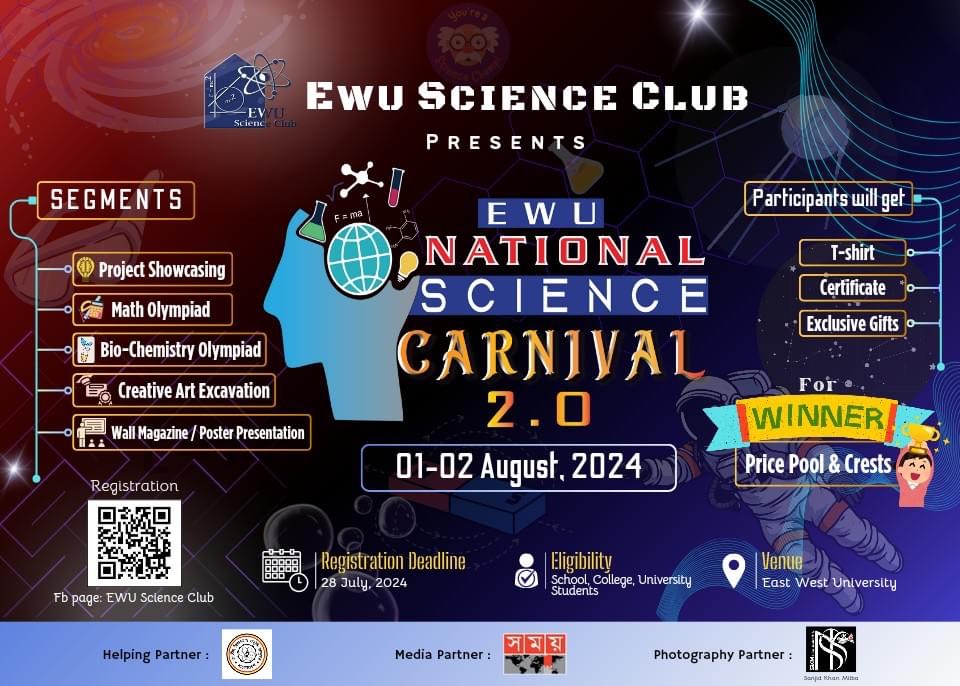 You're a
EWU
Science Club
EWU SCIENCE CLUB
PRESENTS
SEGMENTS
Project Showcasing
Math Olympiad
Bio-Chemistry Olympiad
Creative Art Excavation
Wall Magazine / Poster Presentation
F = ma
EWU
NATIONAL
SCIENCE
CARNIVAL
2.0
01-02 August, 2024
Participants will get
T-shirt
Certificate
Exclusive Gifts
For
WINNER
Price Pool & Crests
Registration
Fb page: EWU Science Club
Registration Deadline
28 July, 2024
Eligibility
School, College, University
Students
Venue
East West University
Helping Partner :
Media Partner :
সময়
Photography Partner :
Sanjid Khan Mitba